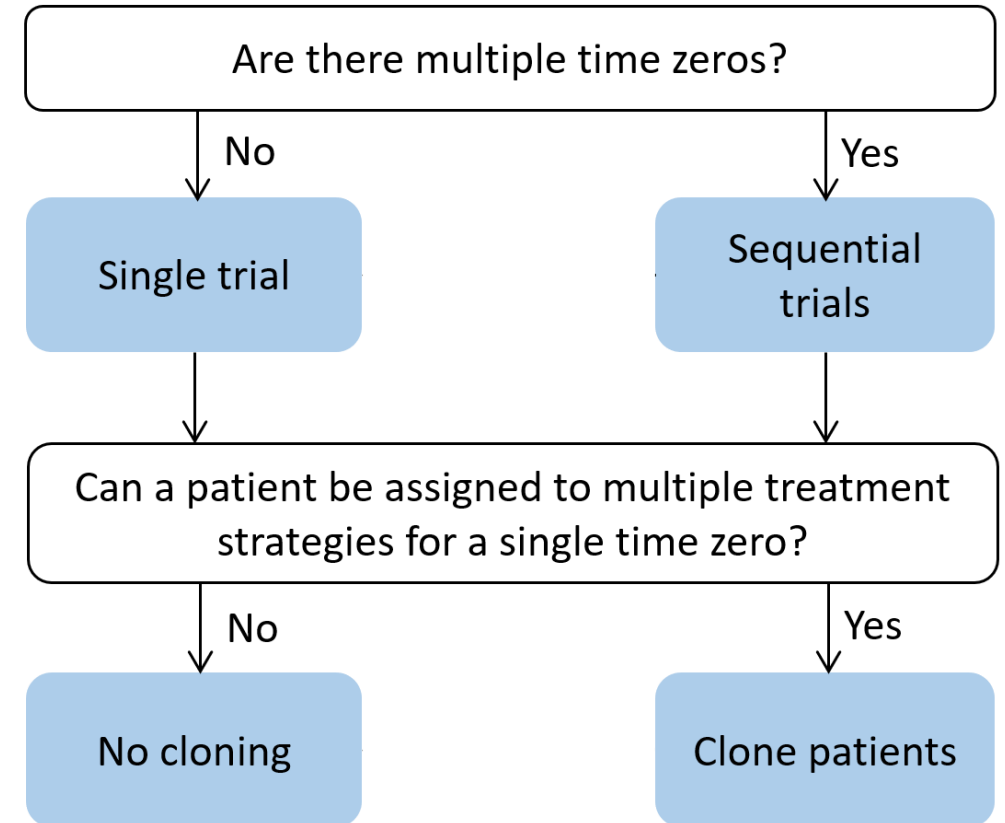 Are there multiple time zeros?
No
Yes
Single trial
Sequential
trials
Can a patient be assigned to multiple treatment
strategies for a single time zero?
No
Yes
No cloning
Clone patients